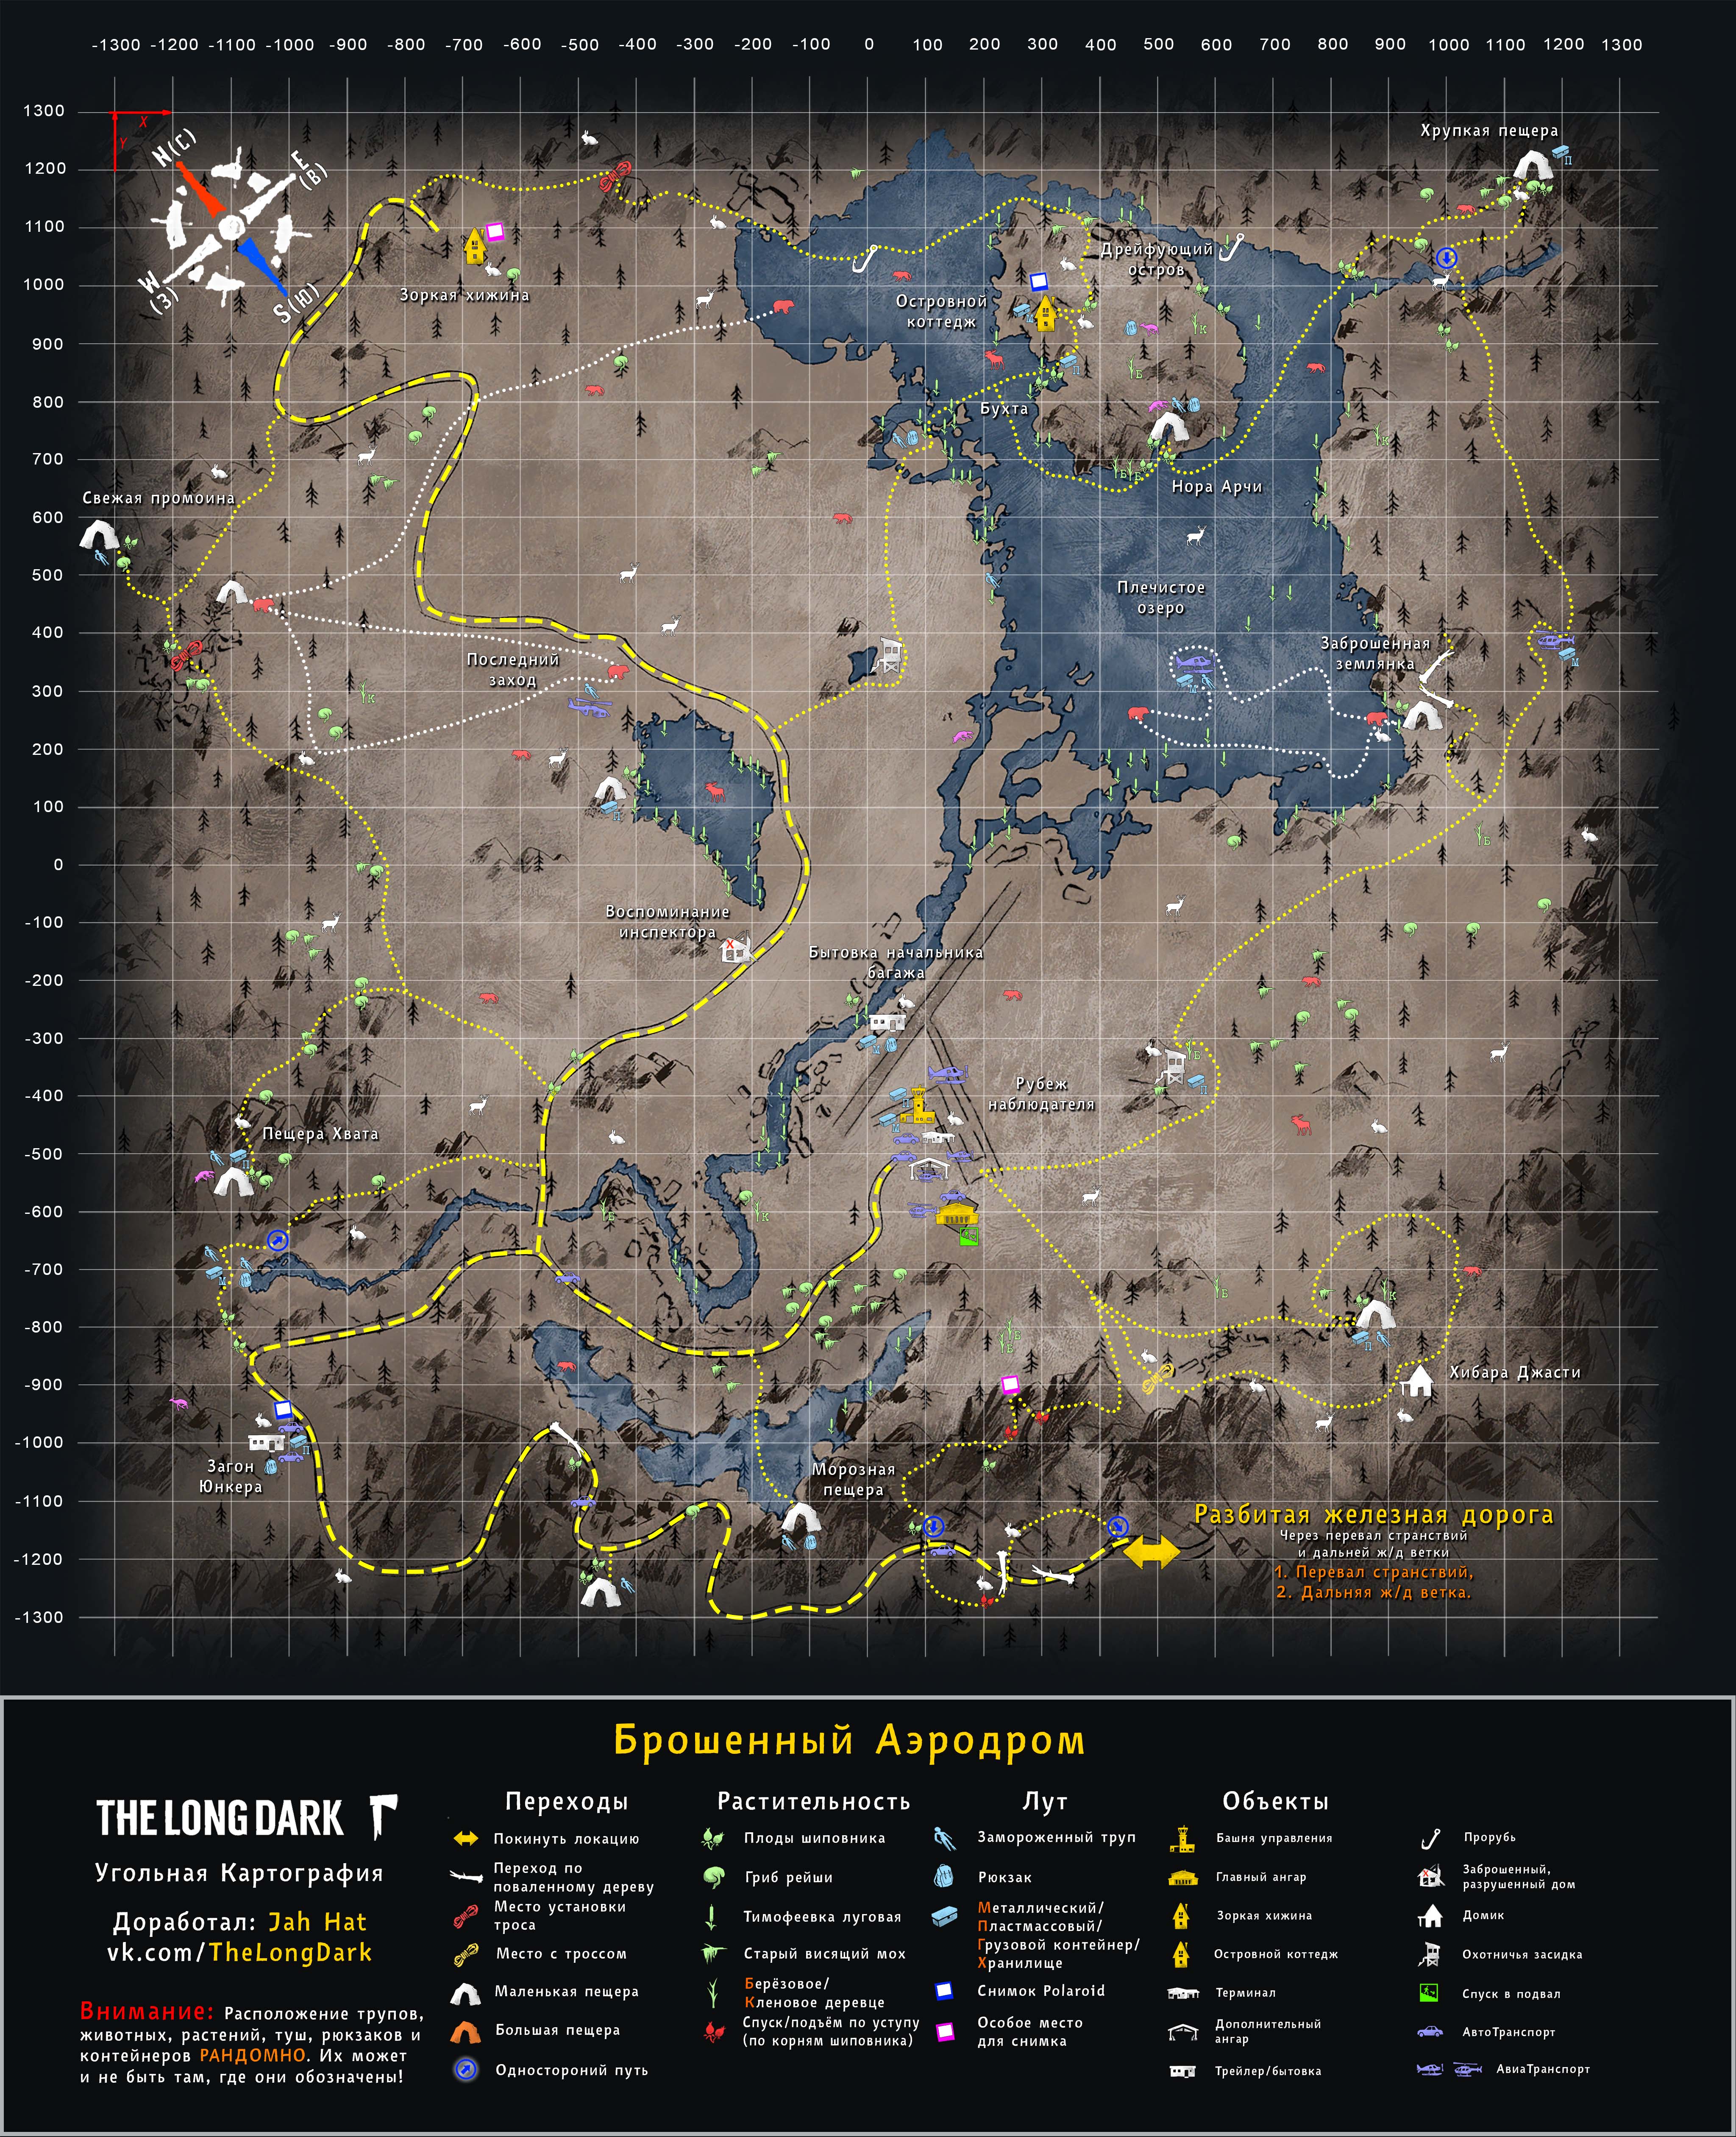 -1300 -1200 -1100 -1000 -900 -800 -700 -600 -500 -400 -300 -200 -100 0 100 200 300 400 500 600 700 800 900 1000 1100 1200 1300
1300
X
Y
N(С)
E
(В)
W
(З)
S(Ю)
Хрупкая пещера
П
1200
1100
Дрейфующий
остров
1000
Зоркая хижина
Островной
коттедж
М
К
900
П
Б
800
Бухта
К
700
Б
Б
Нора Арчи
Свежая промоина
600
500
Плечистое
озеро
400
Заброшенная
землянка
М
Последний
заход
М
К
300
200
П
100
Б
0
Воспоминание
инспектора
-100
X
Бытовка начальника
багажа
-200
-300
М
Б
П
Рубеж
наблюдателя
П
-400
М
Пещера Хвата
П
-500
-600
Б
К
М
-700
Б
К
-800
Б
Б
П
Хибара Джасти
-900
-1000
П
Загон
Юнкера
Морозная
пещера
-1100
Разбитая железная дорога
Через перевал странствий
и дальней ж/д ветки
1. Перевал странствий,
2. Дальняя ж/д ветка.
-1200
-1300
Брошенный Аэродром
THE LONG DARK
Угольная Картография
Доработал: Jah Hat
vk.com/TheLongDark
Внимание: Расположение трупов,
животных, растений, туш, рюкзаков и
контейнеров РАНДОМНО. Их может
и не быть там, где они обозначены!
Переходы
Покинуть локацию
Переход по
поваленному дереву
Место установки
троса
Место с троссом
Маленькая пещера
Большая пещера
Одностороний путь
Растительность
Плоды шиповника
Гриб рейши
Тимофеевка луговая
Старый висящий мох
Берёзовое/
Кленовое деревце
Спуск/подъём по уступу
(по корням шиповника)
Лут
Замороженный труп
Рюкзак
Металлический/
Пластмассовый/
Грузовой контейнер/
Хранилище
Снимок Polaroid
Особое место
для снимка
Объекты
Башня управления
Главный ангар
Зоркая хижина
Островной коттедж
Терминал
Дополнительный
ангар
Трейлер/бытовка
Прорубь
X
Заброшенный,
разрушенный дом
Домик
Охотничья засидка
Спуск в подвал
АвтоТранспорт
АвиаТранспорт